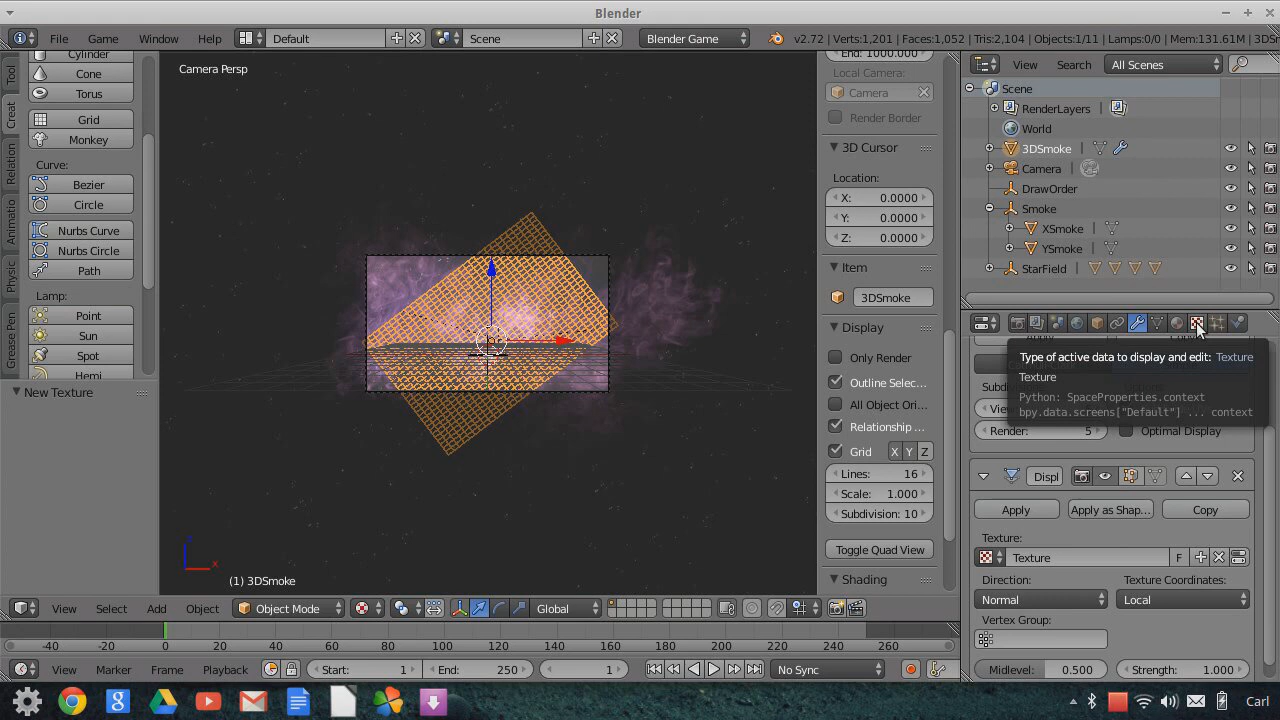 Blender
File Game Window Help Default Scene Blender Game v2.72 | Verts:1,201 | Faces:1,052 | Tris:2,104 | Objects:1/11 | Lamps:0/0 | Mem:131.61M | 3DS
Tool
Creat
Relation
Animatio
Physic
Grease Pen
Cylinder
Cone
Torus
Grid
Monkey
Curve:
Bezier
Circle
Nurbs Curve
Nurbs Circle
Path
Lamp:
Point
Sun
Spot
Hemi
New Texture
Camera Persp
z
x
(1) 3DSmoke
End: 1000.000
Local Camera:
Camera
Render Border
3D Cursor
Location:
X: 0.0000
Y: 0.0000
Z: 0.0000
Item
3DSmoke
Display
Only Render
Outline Selec...
All Object Ori...
Relationship ...
Grid X Y Z
Lines: 16
Scale: 1.000
Subdivision: 10
Toggle Quad View
Shading
View Search All Scenes
Scene
RenderLayers |
World
3DSmoke |
Camera |
DrawOrder
Smoke
XSmoke |
YSmoke |
StarField |
Type of active data to display and edit: Texture
Texture
Python: SpaceProperties.context
bpy.data.screens["Default"] ... context
Render: 5 Optimal Display
Displ
Apply Apply as Shap... Copy
Texture:
Texture F
Direction: Texture Coordinates:
Normal Local
Vertex Group:
Midlevel: 0.500 Strength: 1.000
View Select Add Object Object Mode Global
-40 -20 0 20 40 60 80 100 120 140 160 180 200 220 240 260
View Marker Frame Playback Start: 1 End: 250 1 No Sync
Carl